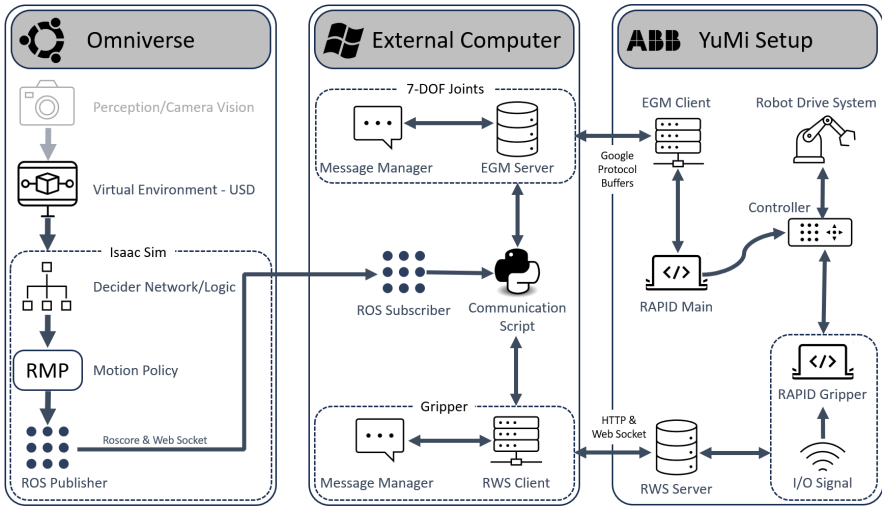 Omniverse
Perception/Camera Vision
Virtual Environment - USD
Isaac Sim
Decider Network/Logic
RMP
Motion Policy
Roscore & Web Socket
ROS Publisher
External Computer
7-DOF Joints
Message Manager
EGM Server
ROS Subscriber
Communication
Script
Gripper
Message Manager
RWS Client
ABB
YuMi Setup
EGM Client
Robot Drive System
Google
Protocol
Buffers
Controller
RAPID Main
RAPID Gripper
HTTP &
Web Socket
RWS Server
I/O Signal